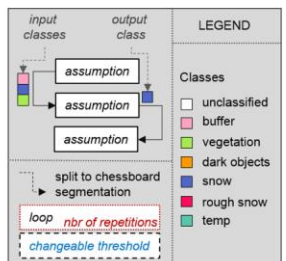 input
classes
output
class
assumption
assumption
assumption
split to chessboard
segmentation
loop
nbr of repetitions
changeable threshold
LEGEND
Classes
unclassified
buffer
vegetation
dark objects
snow
rough snow
temp